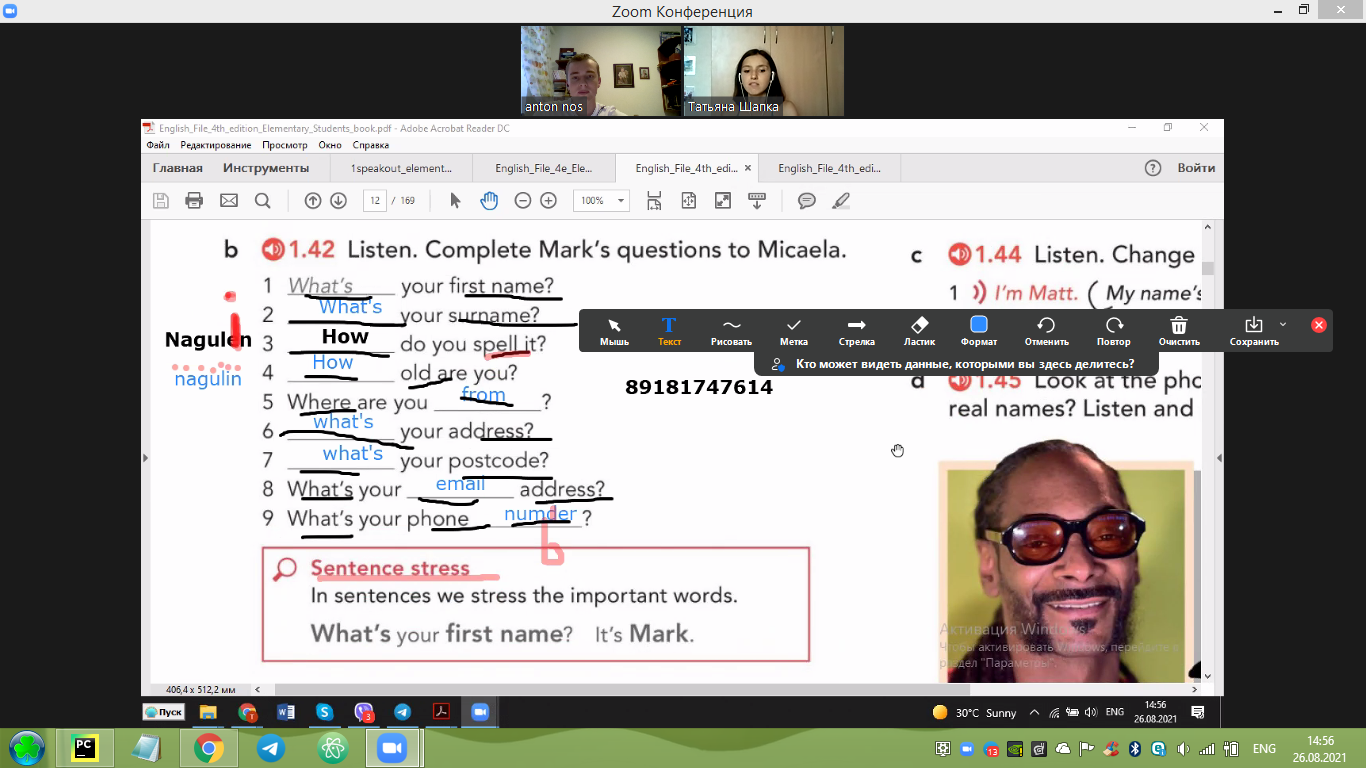 Zoom Конференция
anton nos
Татьяна Шапка
English_File_4th_edition_Elementary_Students_book.pdf - Adobe Acrobat Reader DC
Файл Редактирование Просмотр Окно Справка
Главная Инструменты 1speakout_element... English_File_4e_Ele... English_File_4th_edi... × English_File_4th_edi... Войти
12 / 169 100%
b 1.42 Listen. Complete Mark's questions to Micaela.
1 What's your first name?
2 What's your surname?
3 How do you spell it?
4 How old are you?
5 Where are you from ?
6 what's your address?
7 what's your postcode?
8 What's your email address?
9 What's your phone numder ?
b
i
Nagulen
nagulin
89181747614
Sentence stress
In sentences we stress the important words.
What's your first name? It's Mark.
c 1.44 Listen. Change
1 I'm Matt. ( My name's
Мышь Текст Рисовать Метка Стрелка Ластик Формат Отменить Повтор Очистить Сохранить
Кто может видеть данные, которыми вы здесь делитесь?
d 1.45 Look at the pho
real names? Listen and
Активация Windows
Чтобы активировать Windows, перейдите в
раздел "Параметры".
406,4 x 512,2 мм
Пуск
3
30°C Sunny
ENG
14:56
26.08.2021
PC
13
ENG
14:56
26.08.2021